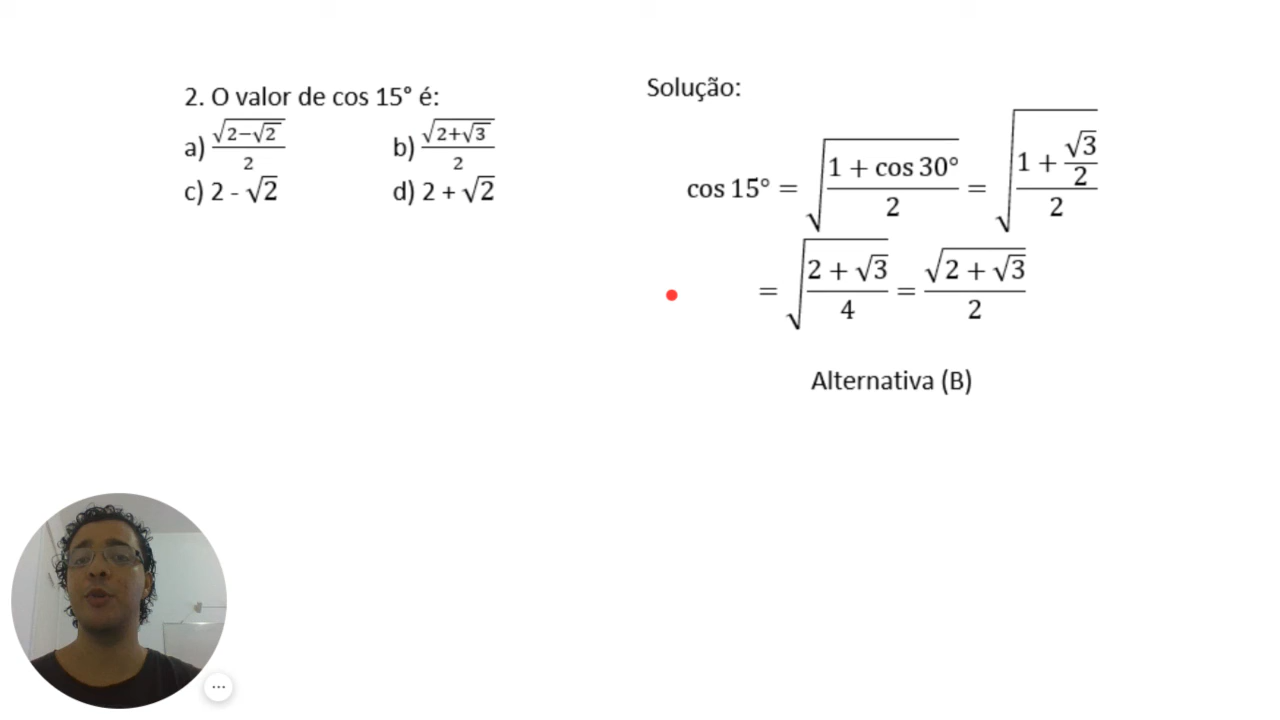 2. O valor de cos 15° é:
a) √(2−√2)/2 b) √(2+√3)/2
c) 2 - √2 d) 2 + √2
Solução:
cos 15° = √((1 + cos 30°)/2) = √((1 + √3/2)/2)
= √((2 + √3)/4) = √(2 + √3)/2
Alternativa (B)